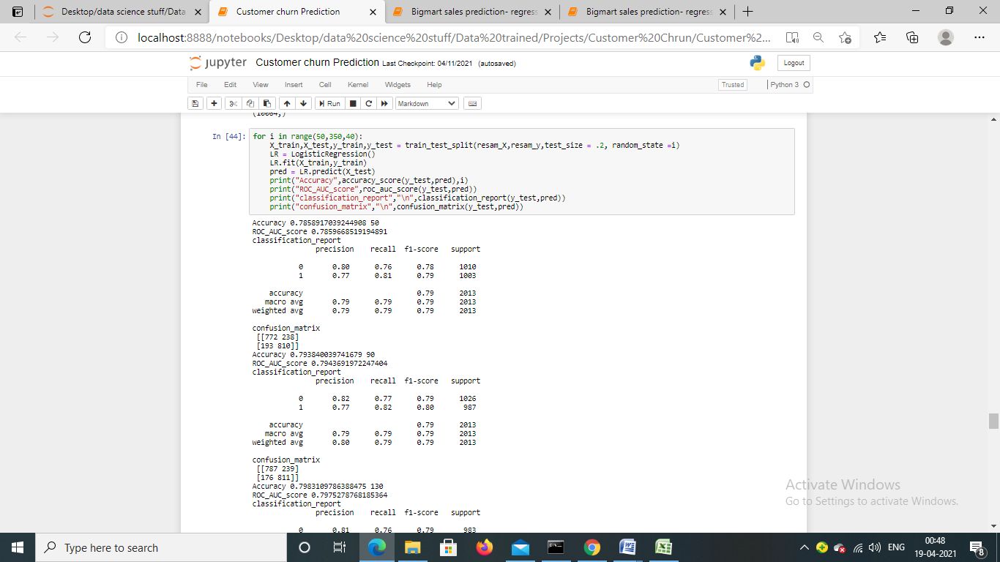 Desktop/data science stuff/Data
Customer churn Prediction
Bigmart sales prediction- regress
Bigmart sales prediction- regress
localhost:8888/notebooks/Desktop/data%20science%20stuff/Data%20trained/Projects/Customer%20Chrun/Customer%2...
jupyter Customer churn Prediction Last Checkpoint: 04/11/2021 (autosaved)
Logout
File Edit View Insert Cell Kernel Widgets Help
Trusted
Python 3
Run
Markdown
(10064,)
In [44]:
for i in range(50,350,40):
X_train,X_test,y_train,y_test = train_test_split(resam_X,resam_y,test_size = .2, random_state =i)
LR = LogisticRegression()
LR.fit(X_train,y_train)
pred = LR.predict(X_test)
print("Accuracy",accuracy_score(y_test,pred),i)
print("ROC_AUC_score",roc_auc_score(y_test,pred))
print("classification_report","\n",classification_report(y_test,pred))
print("confusion_matrix","\n",confusion_matrix(y_test,pred))
Accuracy 0.7858917039244908 50
ROC_AUC_score 0.7859668519194891
classification_report
precision recall f1-score support
0 0.80 0.76 0.78 1010
1 0.77 0.81 0.79 1003
accuracy 0.79 2013
macro avg 0.79 0.79 0.79 2013
weighted avg 0.79 0.79 0.79 2013
confusion_matrix
[[772 238]
[193 810]]
Accuracy 0.793840039741679 90
ROC_AUC_score 0.7943691972247404
classification_report
precision recall f1-score support
0 0.82 0.77 0.79 1026
1 0.77 0.82 0.80 987
accuracy 0.79 2013
macro avg 0.79 0.79 0.79 2013
weighted avg 0.80 0.79 0.79 2013
confusion_matrix
[[787 239]
[176 811]]
Accuracy 0.7983109786388475 130
ROC_AUC_score 0.7975278768185364
classification_report
precision recall f1-score support
0 0.81 0.76 0.79 983
Activate Windows
Go to Settings to activate Windows.
Type here to search
ENG
00:48
19-04-2021
8